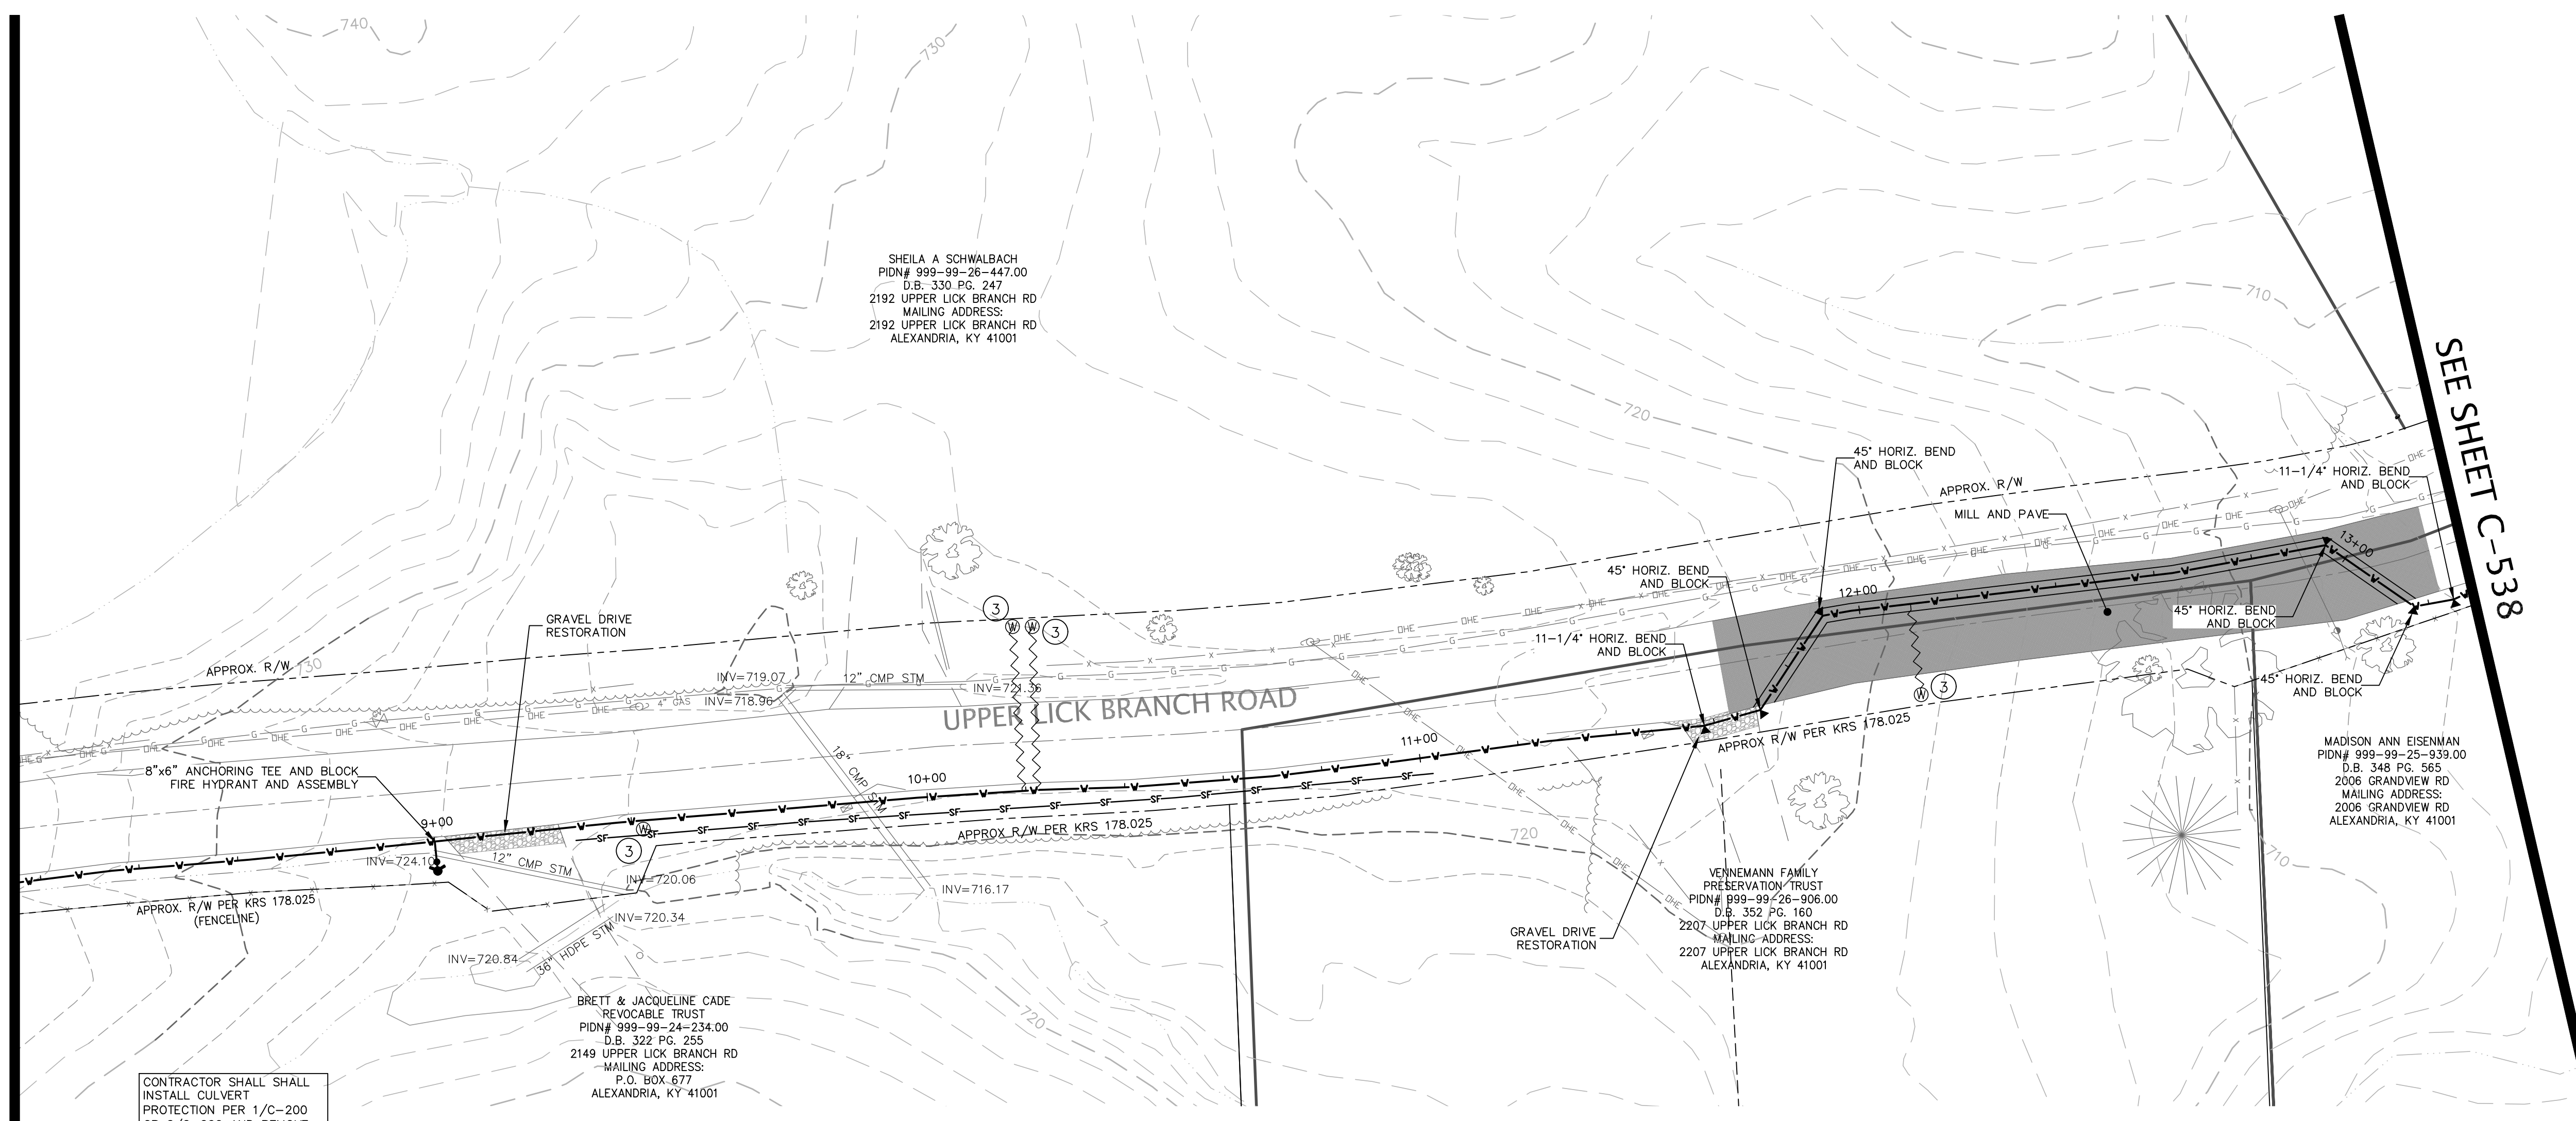 740
730
SHEILA A SCHWALBACH
PIDN# 999-99-26-447.00
D.B. 330 PG. 247
2192 UPPER LICK BRANCH RD
MAILING ADDRESS:
2192 UPPER LICK BRANCH RD
ALEXANDRIA, KY 41001
710
SEE SHEET C-538
720
45° HORIZ. BEND
AND BLOCK
11-1/4° HORIZ. BEND
AND BLOCK
APPROX. R/W
MILL AND PAVE
45° HORIZ. BEND
AND BLOCK
12+00
13+00
45° HORIZ. BEND
AND BLOCK
11-1/4° HORIZ. BEND
AND BLOCK
45° HORIZ. BEND
AND BLOCK
3
3
3
GRAVEL DRIVE
RESTORATION
APPROX. R/W
730
INV=719.07
12" CMP STM
INV=721.36
INV=718.96
4" GAS
UPPER LICK BRANCH ROAD
18" CMP STM
APPROX R/W PER KRS 178.025
11+00
10+00
8"x6" ANCHORING TEE AND BLOCK
FIRE HYDRANT AND ASSEMBLY
9+00
3
INV=724.10
12" CMP STM
APPROX R/W PER KRS 178.025
720
INV=720.06
INV=716.17
APPROX. R/W PER KRS 178.025
(FENCELINE)
INV=720.34
INV=720.84
36" HDPE STM
MADISON ANN EISENMAN
PIDN# 999-99-25-939.00
D.B. 348 PG. 565
2006 GRANDVIEW RD
MAILING ADDRESS:
2006 GRANDVIEW RD
ALEXANDRIA, KY 41001
710
VENNEMANN FAMILY
PRESERVATION TRUST
PIDN# 999-99-26-906.00
D.B. 352 PG. 160
2207 UPPER LICK BRANCH RD
MAILING ADDRESS:
2207 UPPER LICK BRANCH RD
ALEXANDRIA, KY 41001
GRAVEL DRIVE
RESTORATION
720
BRETT & JACQUELINE CADE
REVOCABLE TRUST
PIDN# 999-99-24-234.00
D.B. 322 PG. 255
2149 UPPER LICK BRANCH RD
MAILING ADDRESS:
P.O. BOX 677
ALEXANDRIA, KY 41001
CONTRACTOR SHALL SHALL
INSTALL CULVERT
PROTECTION PER 1/C-200